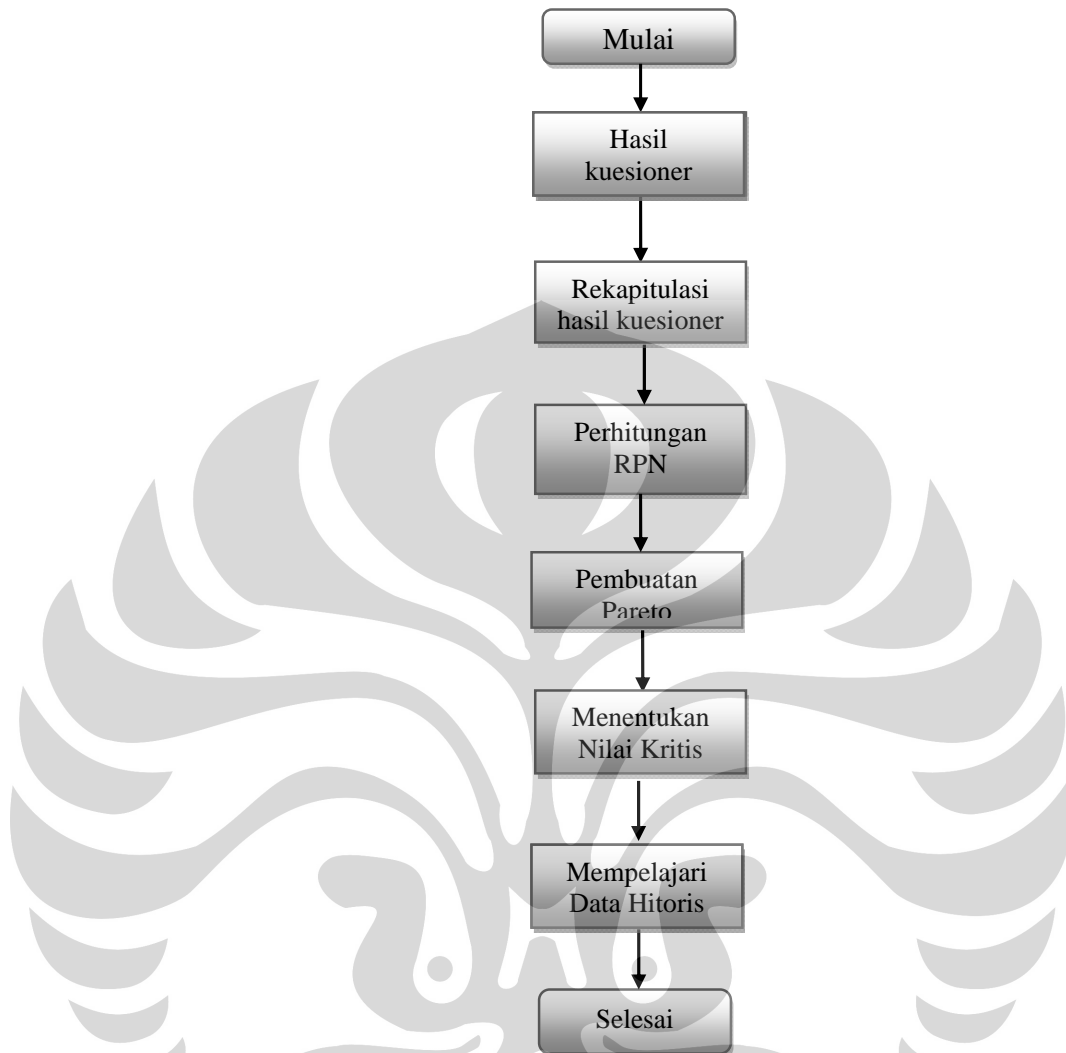 Mulai
Hasil
kuesioner
Rekapitulasi
hasil kuesioner
Perhitungan
RPN
Pembuatan
Pareto
Menentukan
Nilai Kritis
Mempelajari
Data Hitoris
Selesai